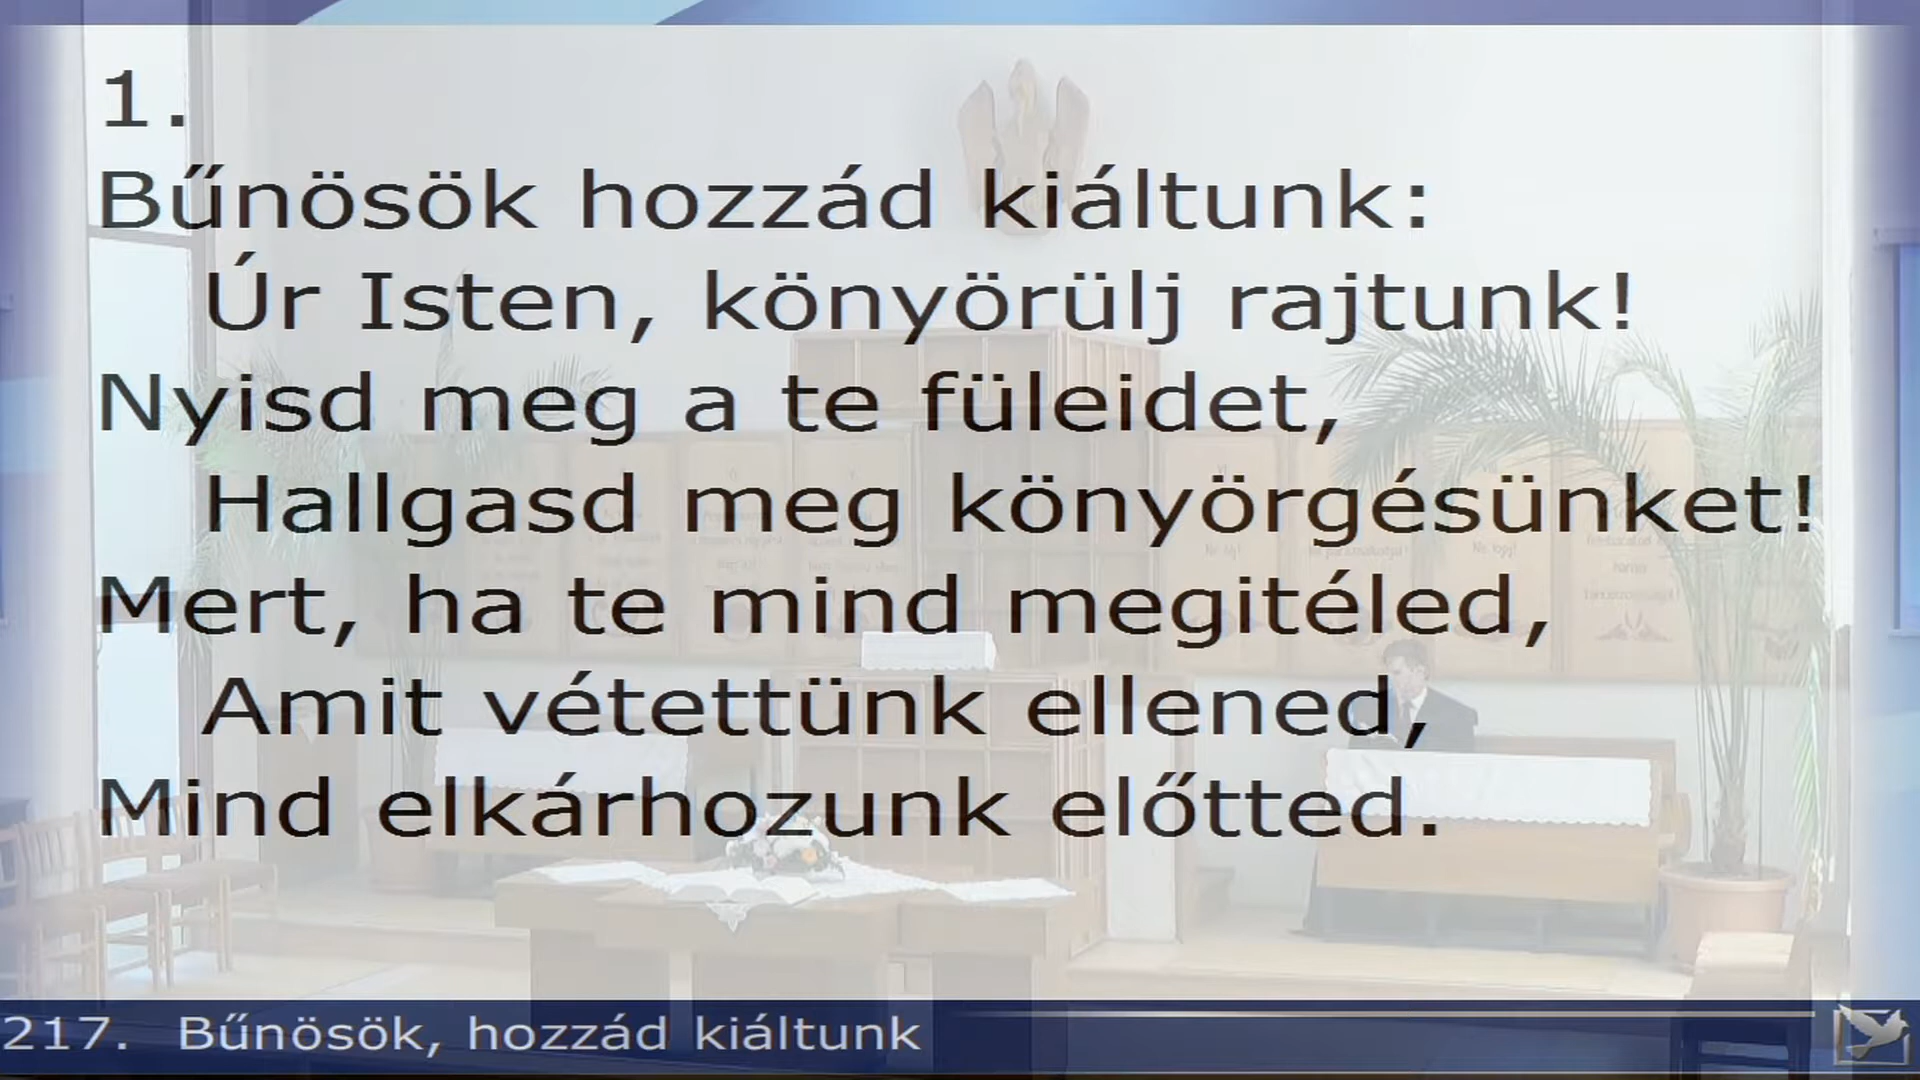 1.
Bűnösök hozzád kiáltunk:
Úr Isten, könyörülj rajtunk!
Nyisd meg a te füleidet,
Hallgasd meg könyörgésünket!
Mert, ha te mind megitéled,
Amit vétettünk ellened,
Mind elkárhozunk előtted.
217. Bűnösök, hozzád kiáltunk